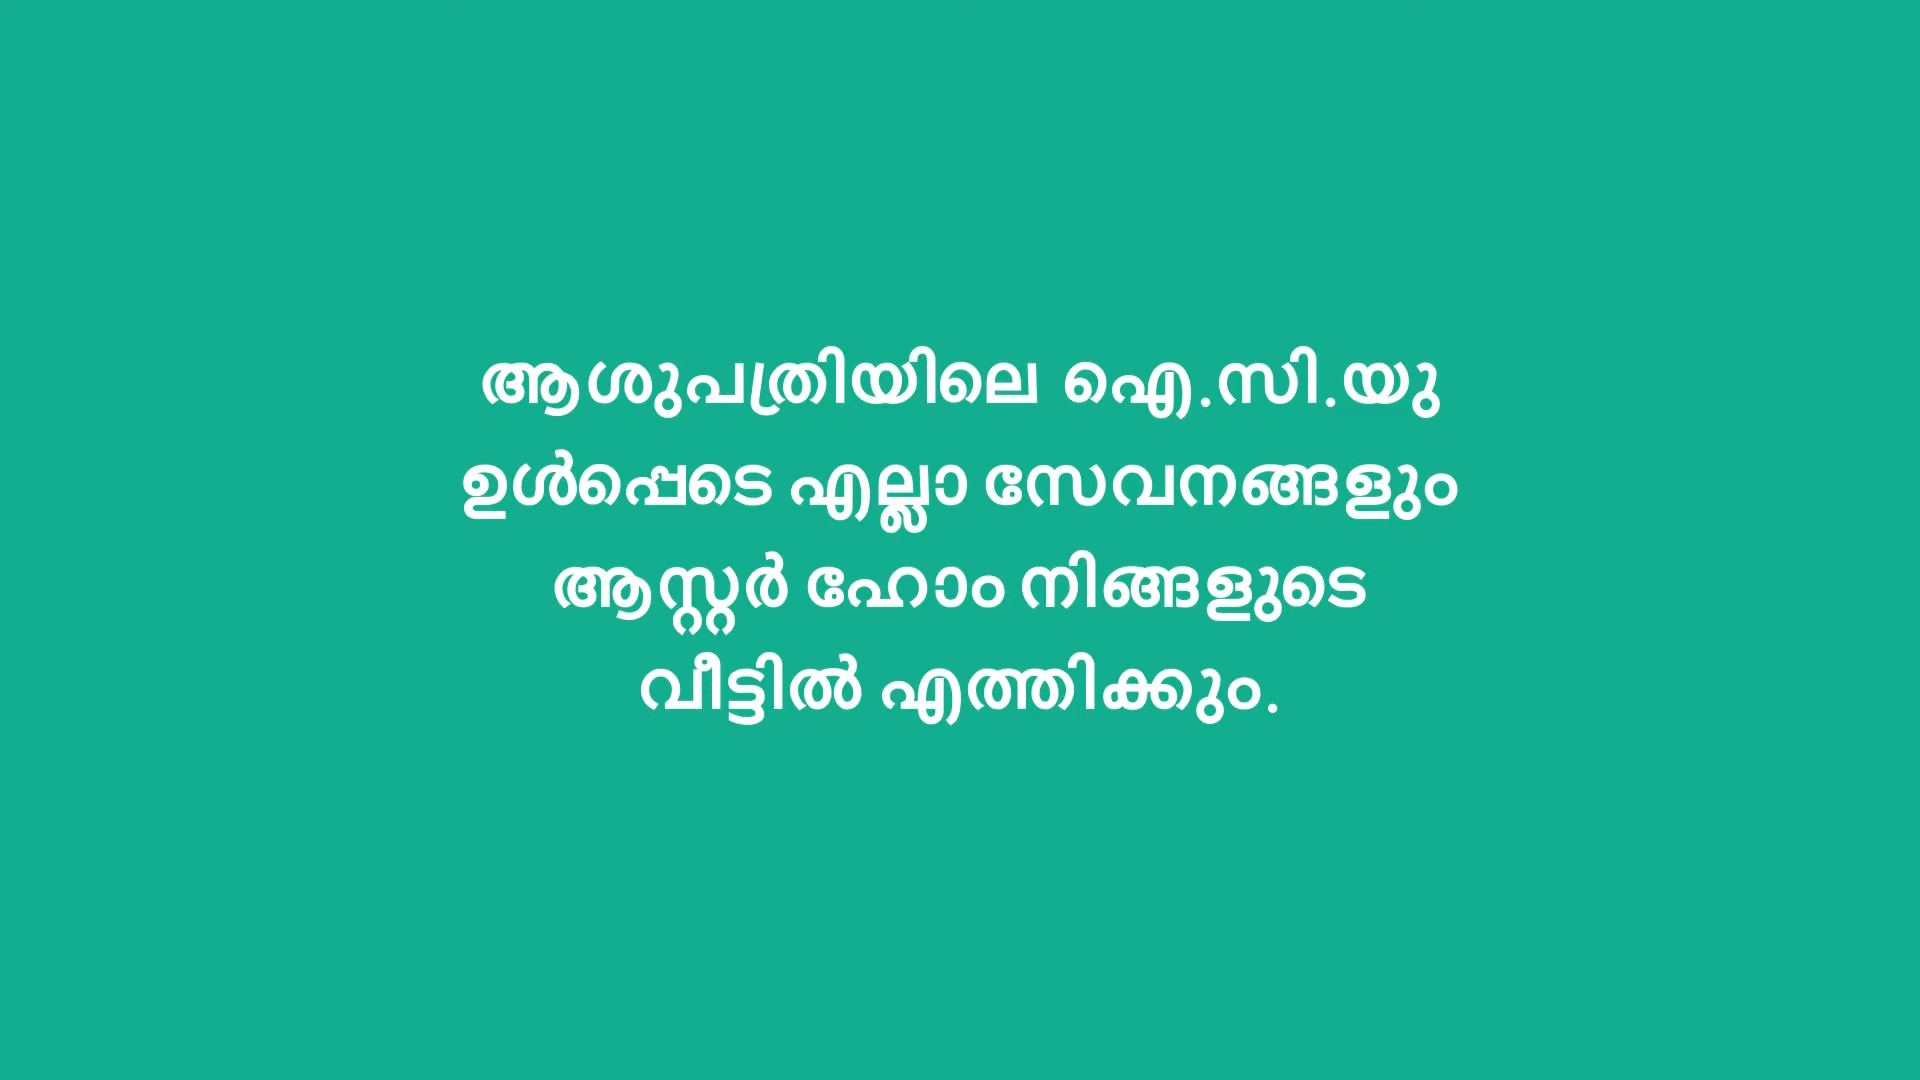 ആശുപത്രിയിലെ ഐ.സി.യു
ഉൾപ്പെടെ എല്ലാ സേവനങ്ങളും
ആസ്റ്റർ ഹോം നിങ്ങളുടെ
വീട്ടിൽ എത്തിക്കും.